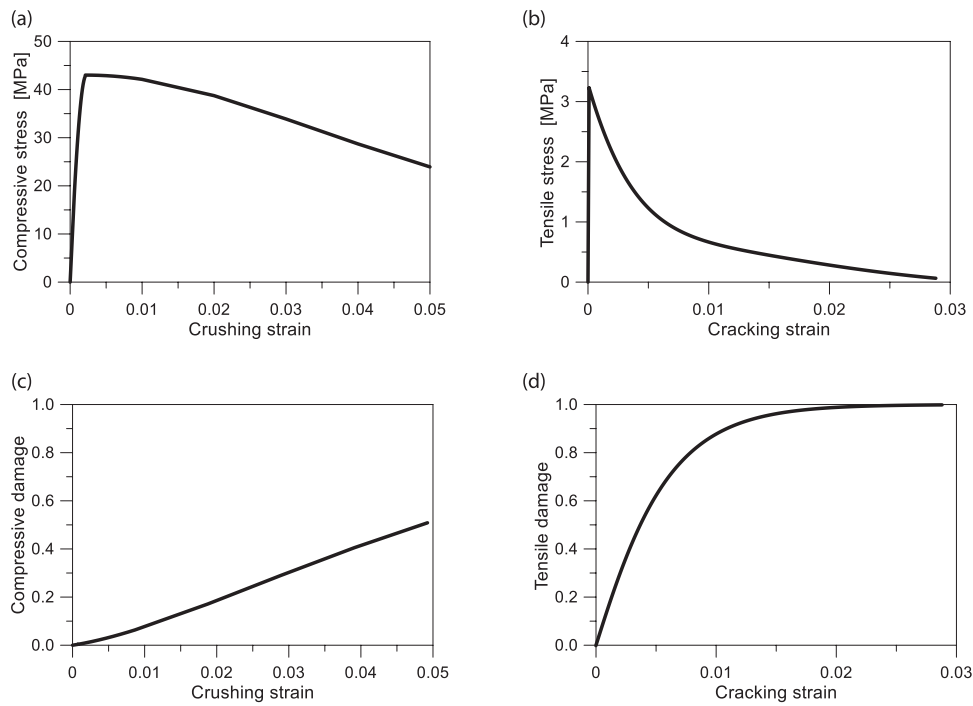 (a)
Compressive stress [MPa]
50
40
30
20
10
0
0 0.01 0.02 0.03 0.04 0.05
Crushing strain
(b)
Tensile stress [MPa]
4
3
2
1
0
0 0.01 0.02 0.03
Cracking strain
(c)
Compressive damage
1.0
0.8
0.6
0.4
0.2
0.0
0 0.01 0.02 0.03 0.04 0.05
Crushing strain
(d)
Tensile damage
1.0
0.8
0.6
0.4
0.2
0.0
0 0.01 0.02 0.03
Cracking strain